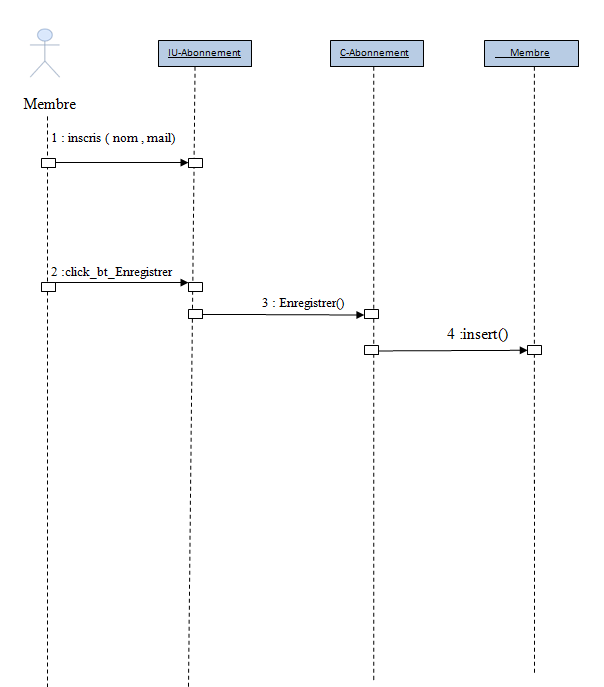 IU-Abonnement
C-Abonnement
Membre
Membre
1 : inscris ( nom , mail)
2 :click_bt_Enregistrer
3 : Enregistrer()
4 :insert()